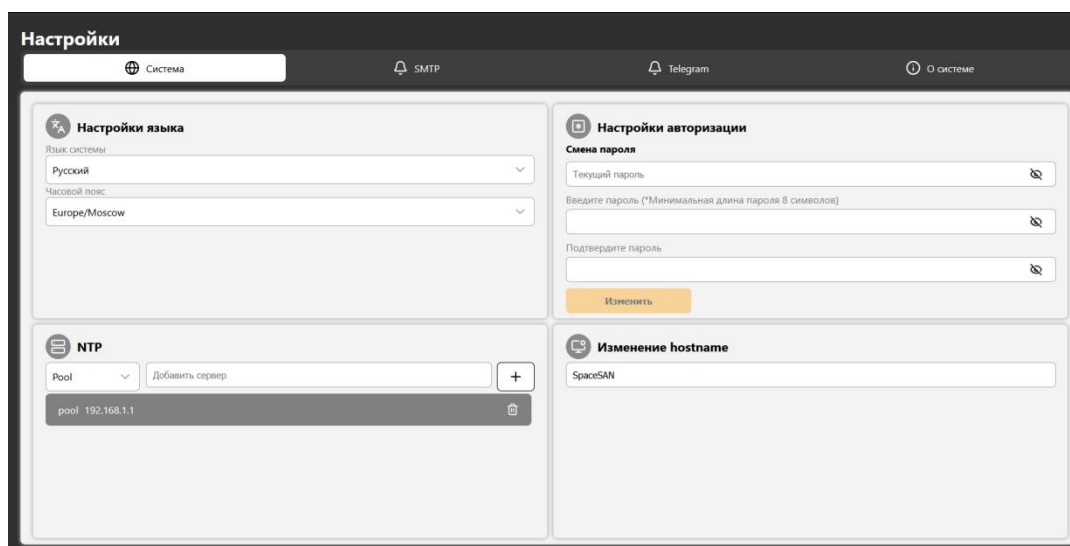 Настройки
Система
SMTP
Telegram
О системе
Настройки языка
Язык системы
Русский
Часовой пояс
Europe/Moscow
Настройки авторизации
Смена пароля
Текущий пароль
Введите пароль (*Минимальная длина пароля 8 символов)
Подтвердите пароль
Изменить
NTP
Pool
Добавить сервер
pool 192.168.1.1
Изменение hostname
SpaceSAN